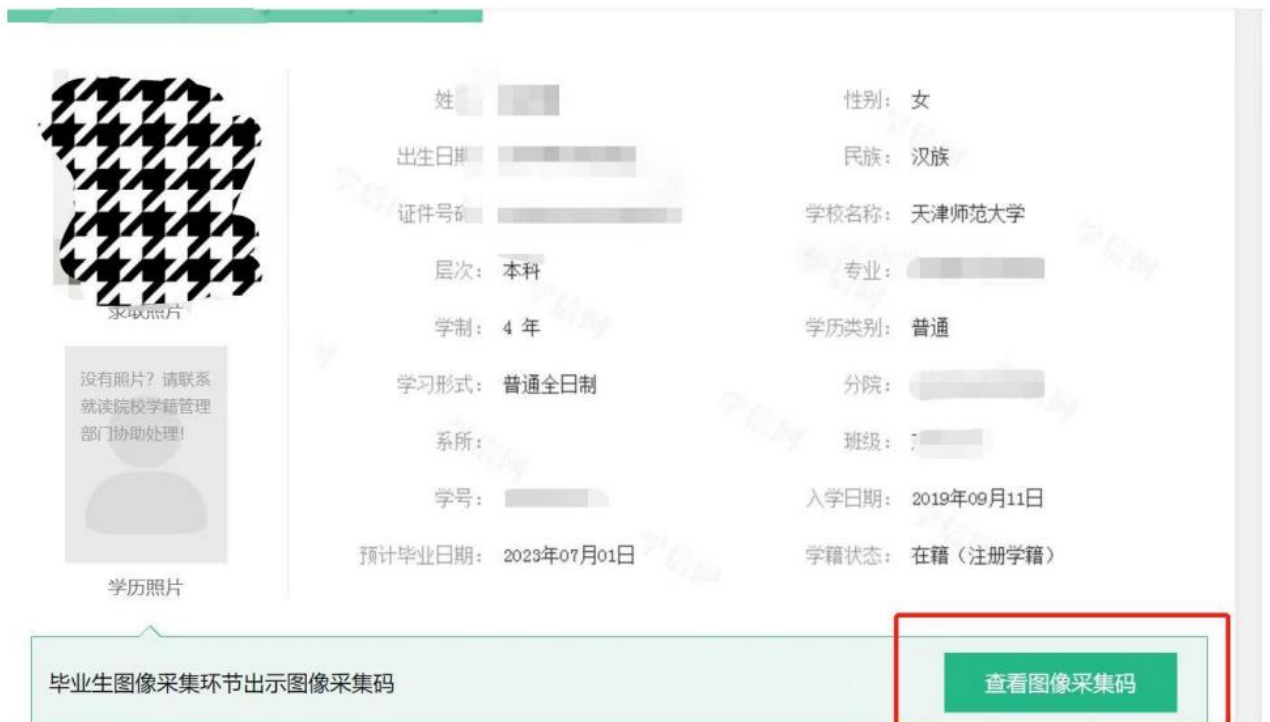 姓
性别： 女
出生日期
民族： 汉族
证件号码
学校名称： 天津师范大学
层次： 本科
专业：
学制： 4 年
学历类别： 普通
学习形式： 普通全日制
分院：
系所：
班级：
学号：
入学日期： 2019年09月11日
预计毕业日期： 2023年07月01日
学籍状态： 在籍（注册学籍）
录取照片
没有照片？请联系
就读院校学籍管理
部门协助处理！
学历照片
毕业生图像采集环节出示图像采集码
查看图像采集码
学信网